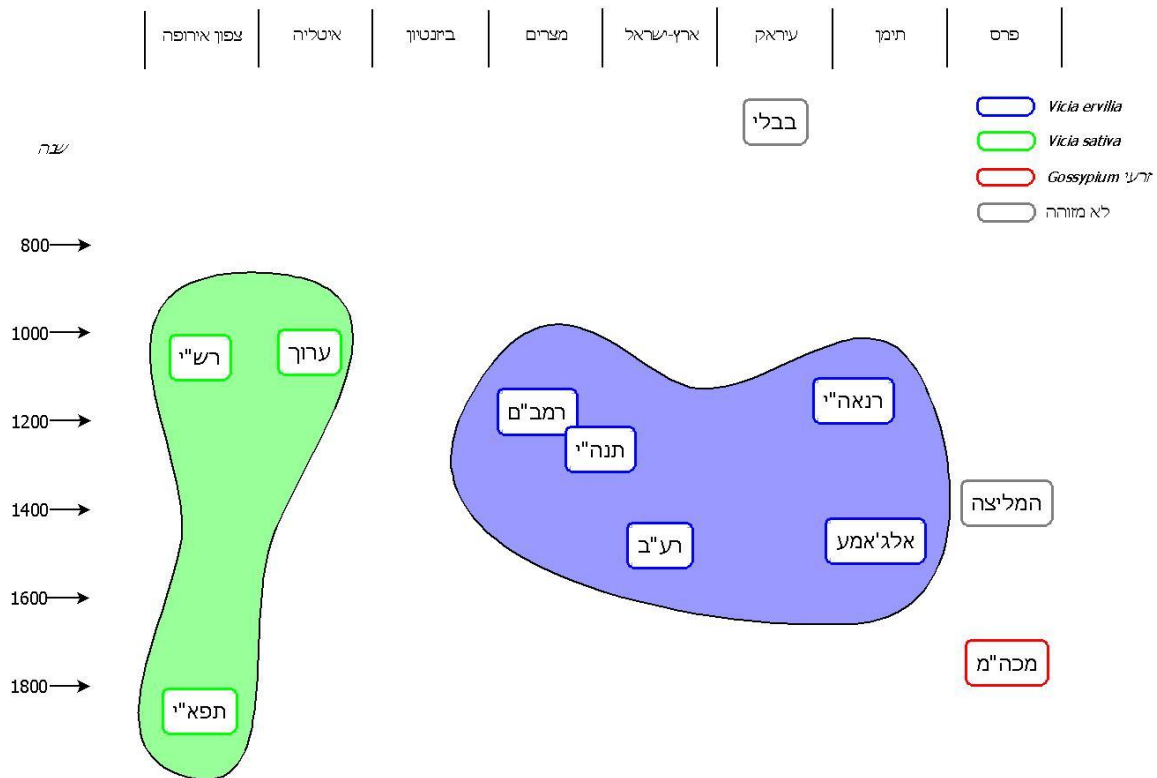 פרס
תימן
עיראק
ארץ-ישראל
מצרים
ביזנטיון
איטליה
צפון אירופה
Vicia ervilia
Vicia sativa
זרעי Gossypium
לא מזוהה
בבלי
שנה
800
1000
1200
1400
1600
1800
רש"י
ערוך
רמב"ם
תנה"י
רנאה"י
רע"ב
אלג'אמע
המליצה
מכה"מ
תפא"י